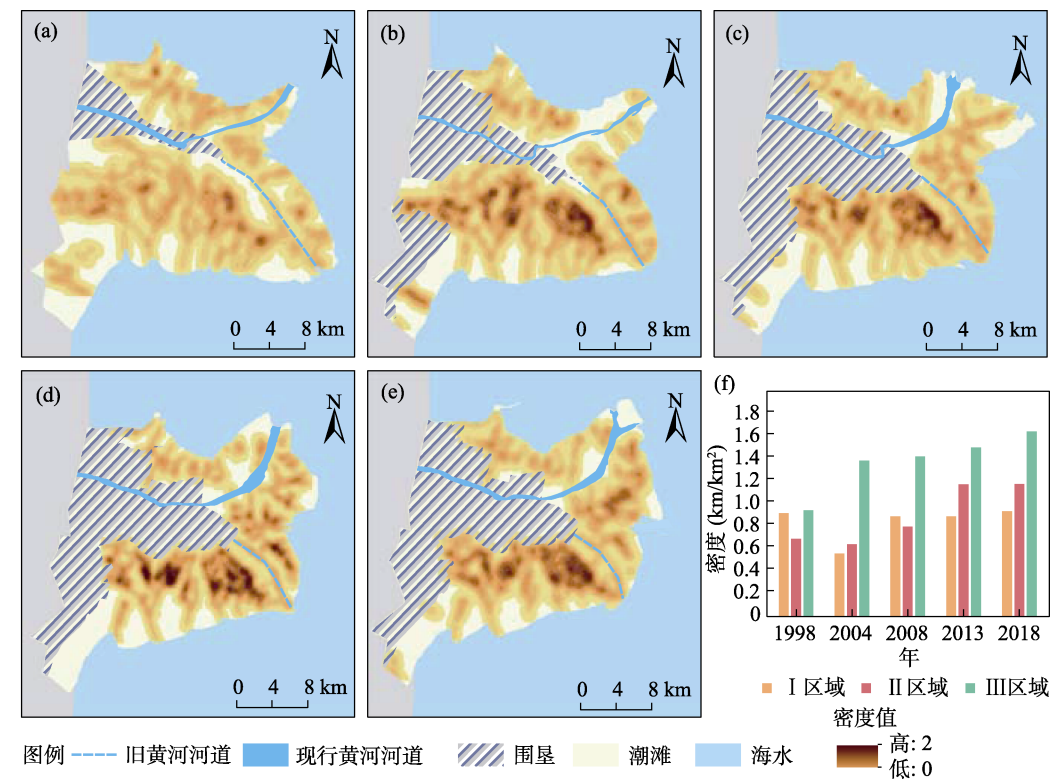 (a)
N
0 4 8 km
(b)
N
0 4 8 km
(c)
N
0 4 8 km
(d)
N
0 4 8 km
(e)
N
0 4 8 km
(f)
密度 (km/km²)
1.8
1.6
1.4
1.2
1.0
0.8
0.6
0.4
0.2
0
1998 2004 2008 2013 2018
年
Ⅰ区域 Ⅱ区域 Ⅲ区域
图例 旧黄河河道 现行黄河河道 围垦 潮滩 海水
密度值
高: 2
低: 0